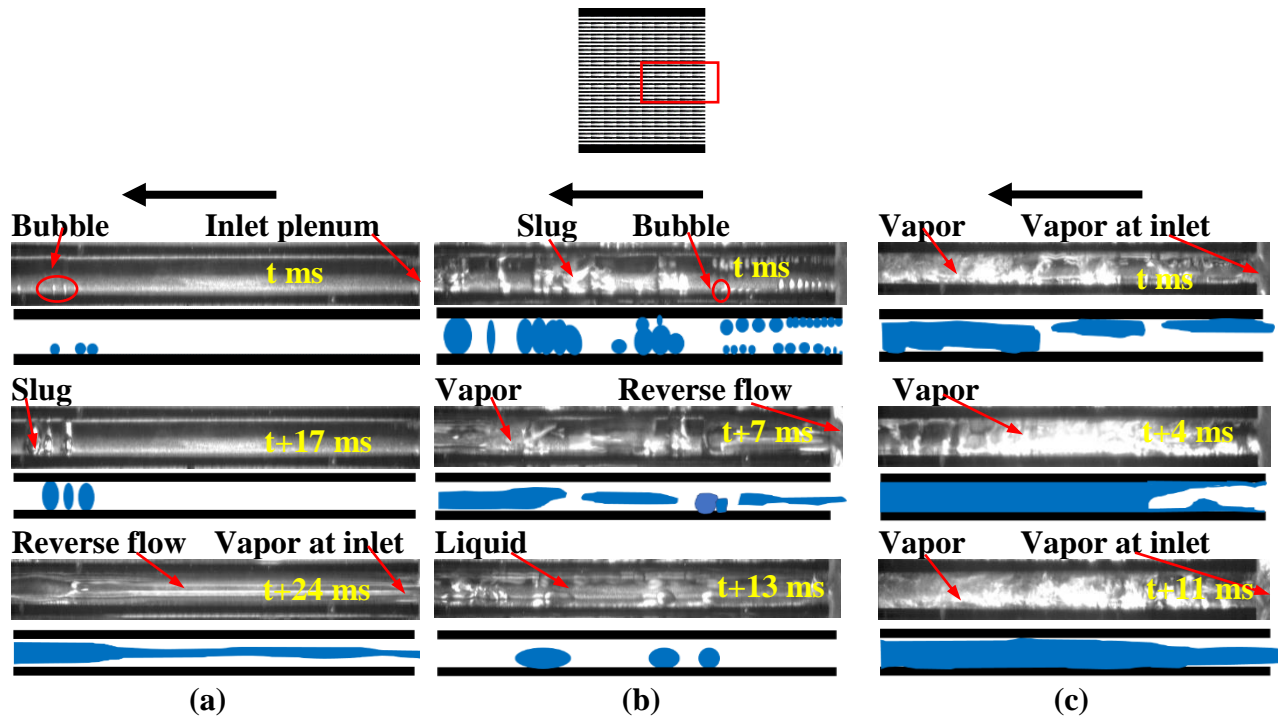 Bubble
Inlet plenum
t ms
Slug
t+17 ms
Reverse flow
Vapor at inlet
t+24 ms
(a)
Slug
Bubble
t ms
Vapor
Reverse flow
t+7 ms
Liquid
t+13 ms
(b)
Vapor
Vapor at inlet
t ms
Vapor
t+4 ms
Vapor
Vapor at inlet
t+11 ms
(c)